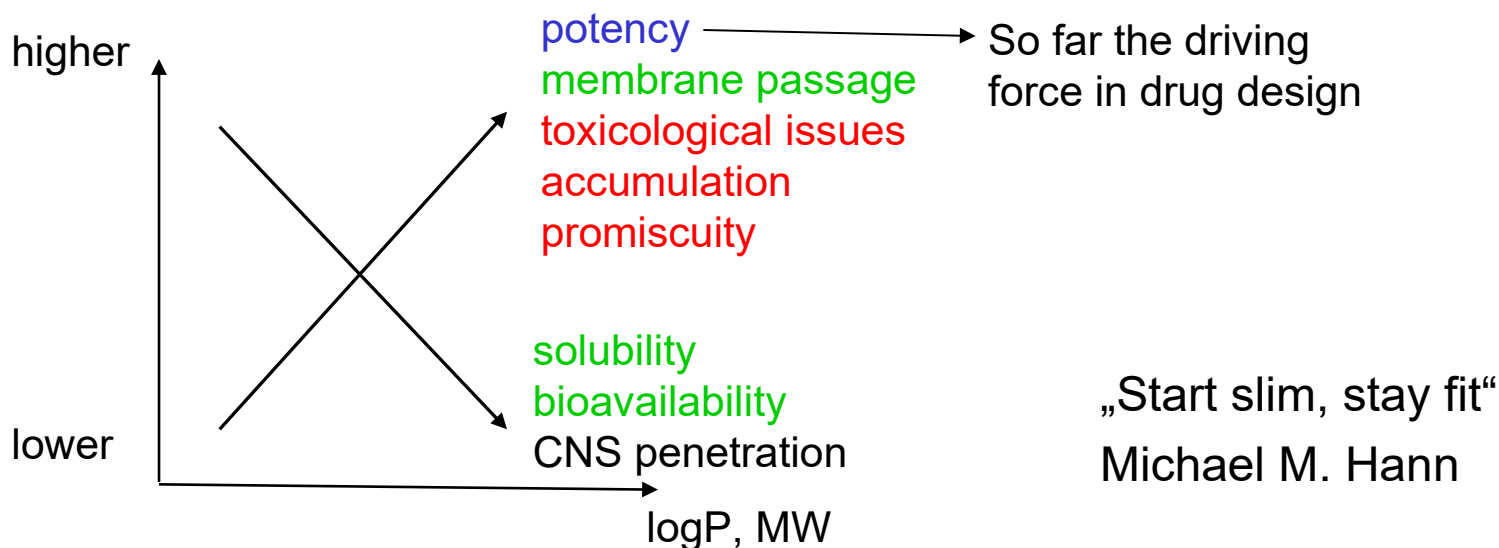 higher
potency
membrane passage
toxicological issues
accumulation
promiscuity
So far the driving
force in drug design
solubility
bioavailability
CNS penetration
lower
logP, MW
„Start slim, stay fit“
Michael M. Hann